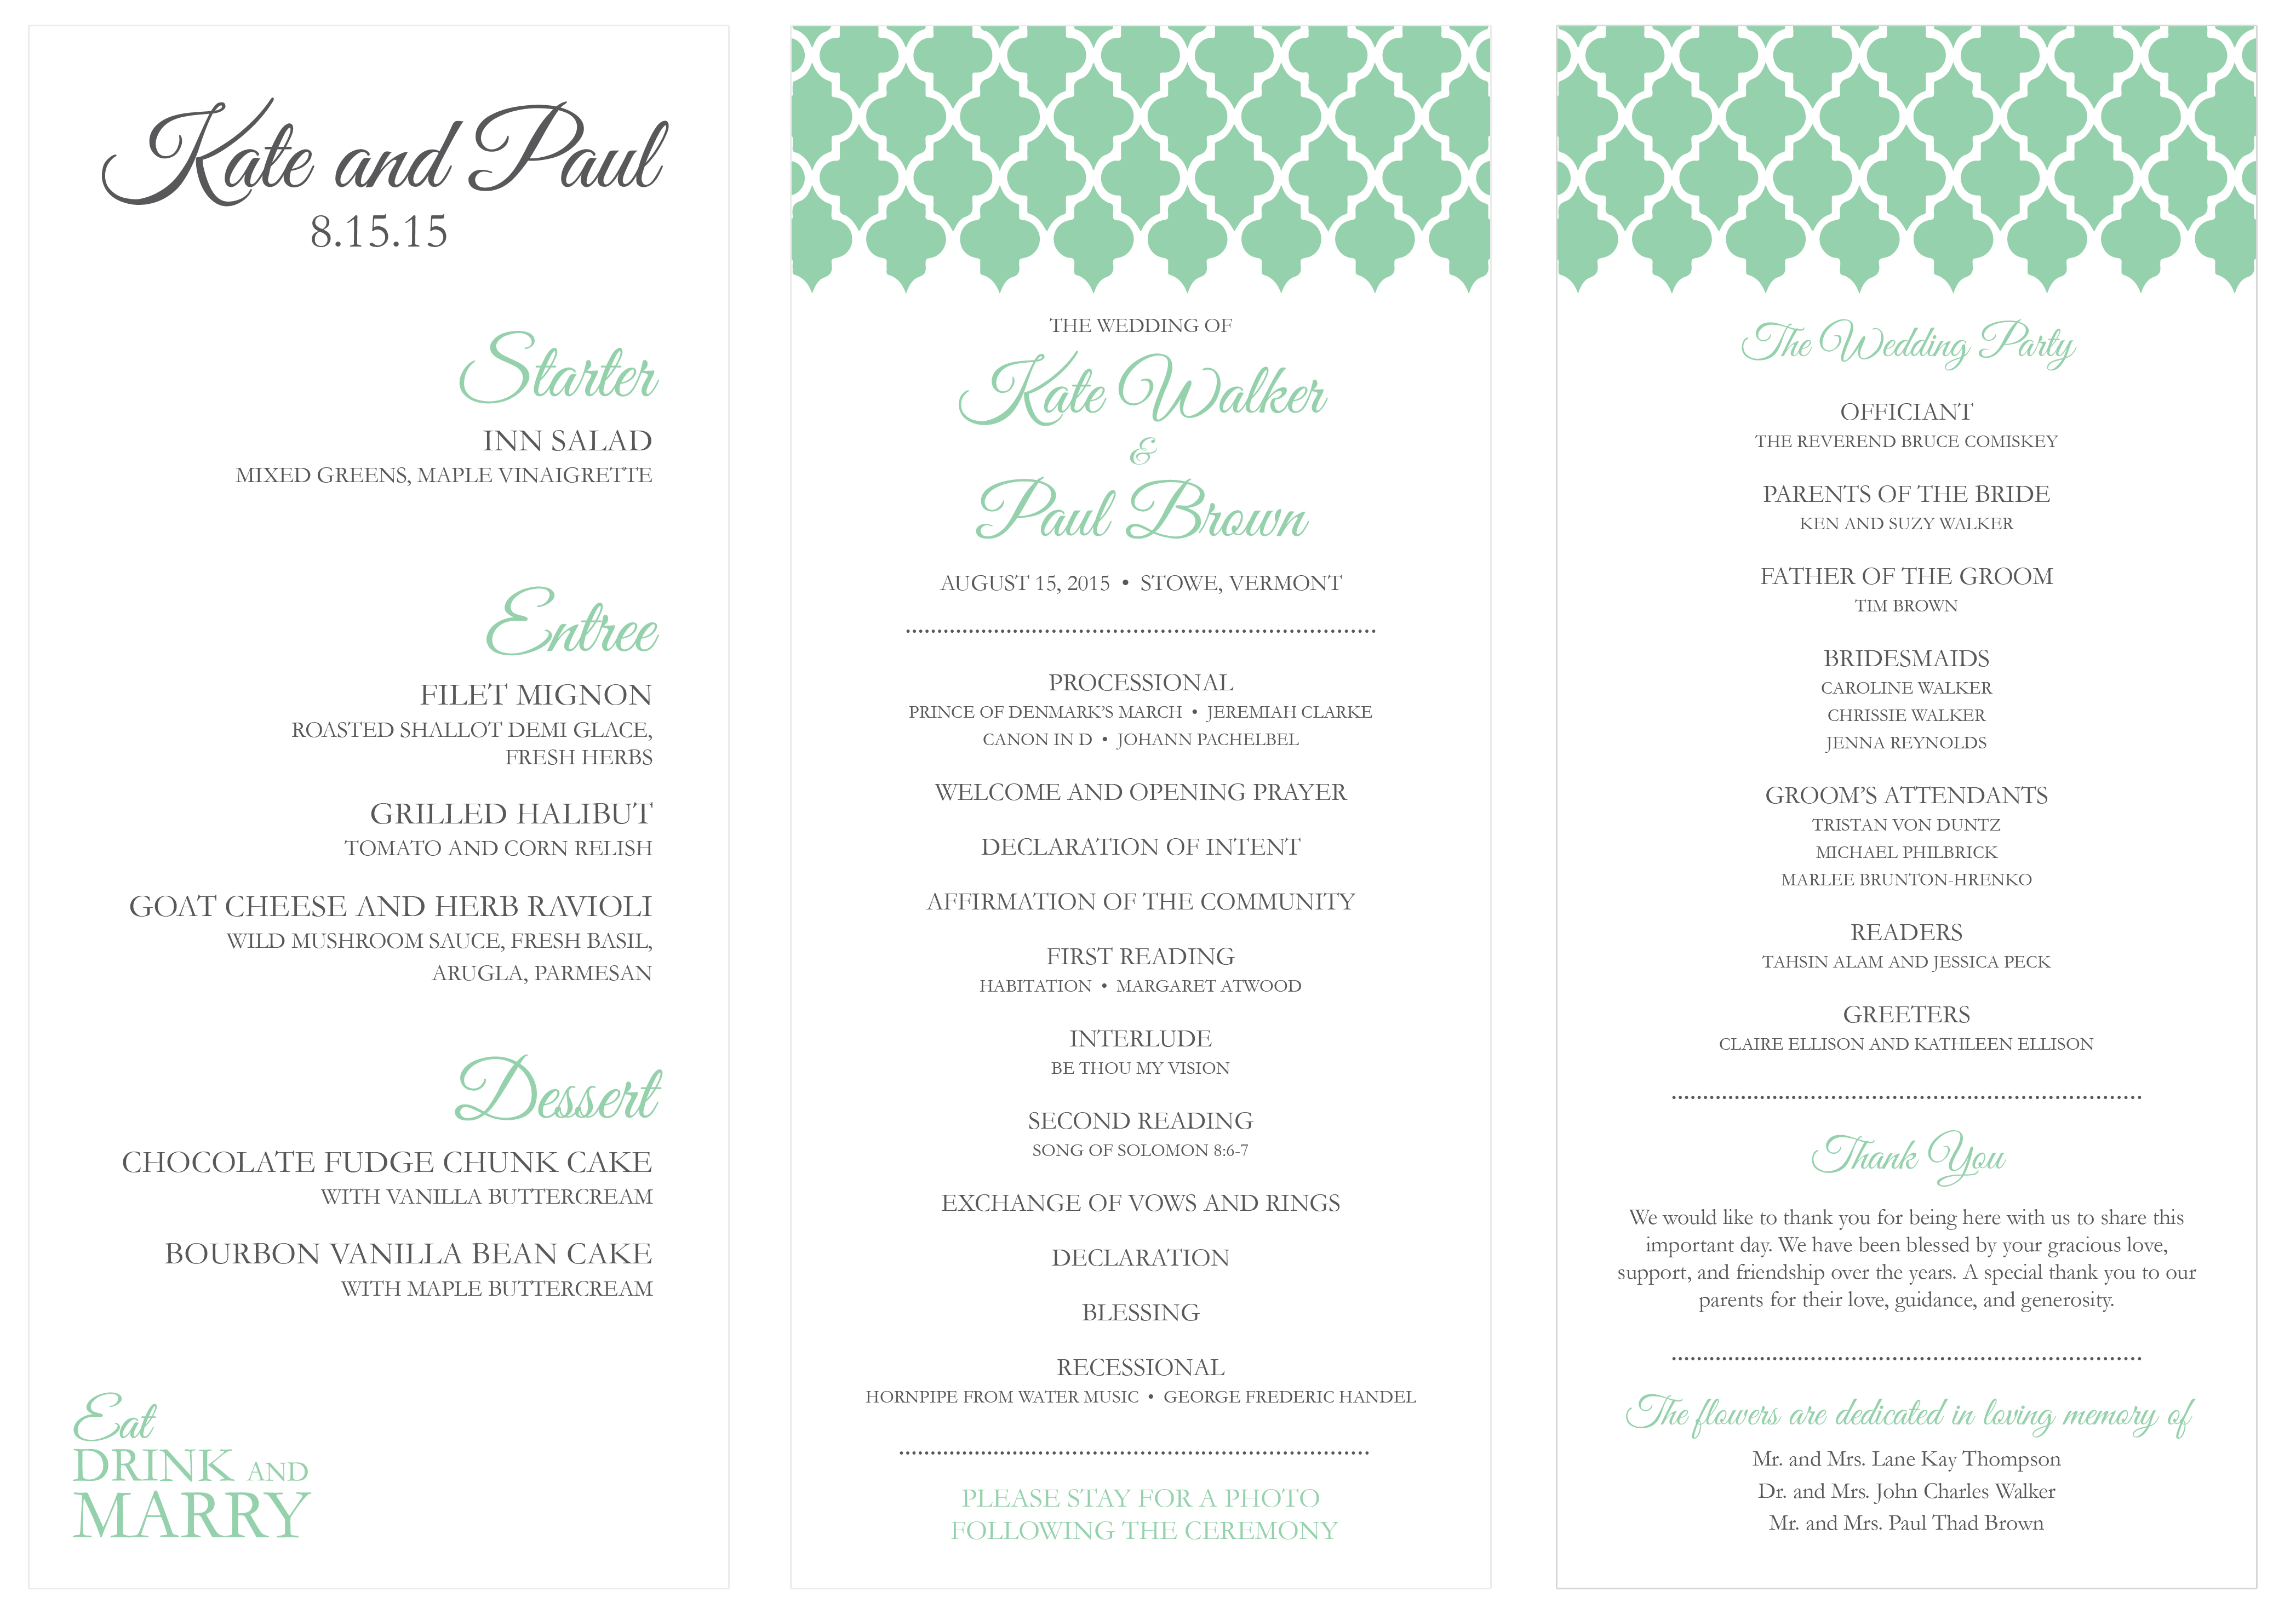 Kate and Paul
8.15.15
Starter
INN SALAD
MIXED GREENS, MAPLE VINAIGRETTE
Entree
FILET MIGNON
ROASTED SHALLOT DEMI GLACE,
FRESH HERBS
GRILLED HALIBUT
TOMATO AND CORN RELISH
GOAT CHEESE AND HERB RAVIOLI
WILD MUSHROOM SAUCE, FRESH BASIL,
ARUGLA, PARMESAN
Dessert
CHOCOLATE FUDGE CHUNK CAKE
WITH VANILLA BUTTERCREAM
BOURBON VANILLA BEAN CAKE
WITH MAPLE BUTTERCREAM
Eat
DRINK AND
MARRY
THE WEDDING OF
Kate Walker
&
Paul Brown
AUGUST 15, 2015 • STOWE, VERMONT
PROCESSIONAL
PRINCE OF DENMARK'S MARCH • JEREMIAH CLARKE
CANON IN D • JOHANN PACHELBEL
WELCOME AND OPENING PRAYER
DECLARATION OF INTENT
AFFIRMATION OF THE COMMUNITY
FIRST READING
HABITATION • MARGARET ATWOOD
INTERLUDE
BE THOU MY VISION
SECOND READING
SONG OF SOLOMON 8:6-7
EXCHANGE OF VOWS AND RINGS
DECLARATION
BLESSING
RECESSIONAL
HORNPIPE FROM WATER MUSIC • GEORGE FREDERIC HANDEL
PLEASE STAY FOR A PHOTO
FOLLOWING THE CEREMONY
The Wedding Party
OFFICIANT
THE REVEREND BRUCE COMISKEY
PARENTS OF THE BRIDE
KEN AND SUZY WALKER
FATHER OF THE GROOM
TIM BROWN
BRIDESMAIDS
CAROLINE WALKER
CHRISSIE WALKER
JENNA REYNOLDS
GROOM'S ATTENDANTS
TRISTAN VON DUNTZ
MICHAEL PHILBRICK
MARLEE BRUNTON-HRENKO
READERS
TAHSIN ALAM AND JESSICA PECK
GREETERS
CLAIRE ELLISON AND KATHLEEN ELLISON
Thank You
We would like to thank you for being here with us to share this
important day. We have been blessed by your gracious love,
support, and friendship over the years. A special thank you to our
parents for their love, guidance, and generosity.
The flowers are dedicated in loving memory of
Mr. and Mrs. Lane Kay Thompson
Dr. and Mrs. John Charles Walker
Mr. and Mrs. Paul Thad Brown